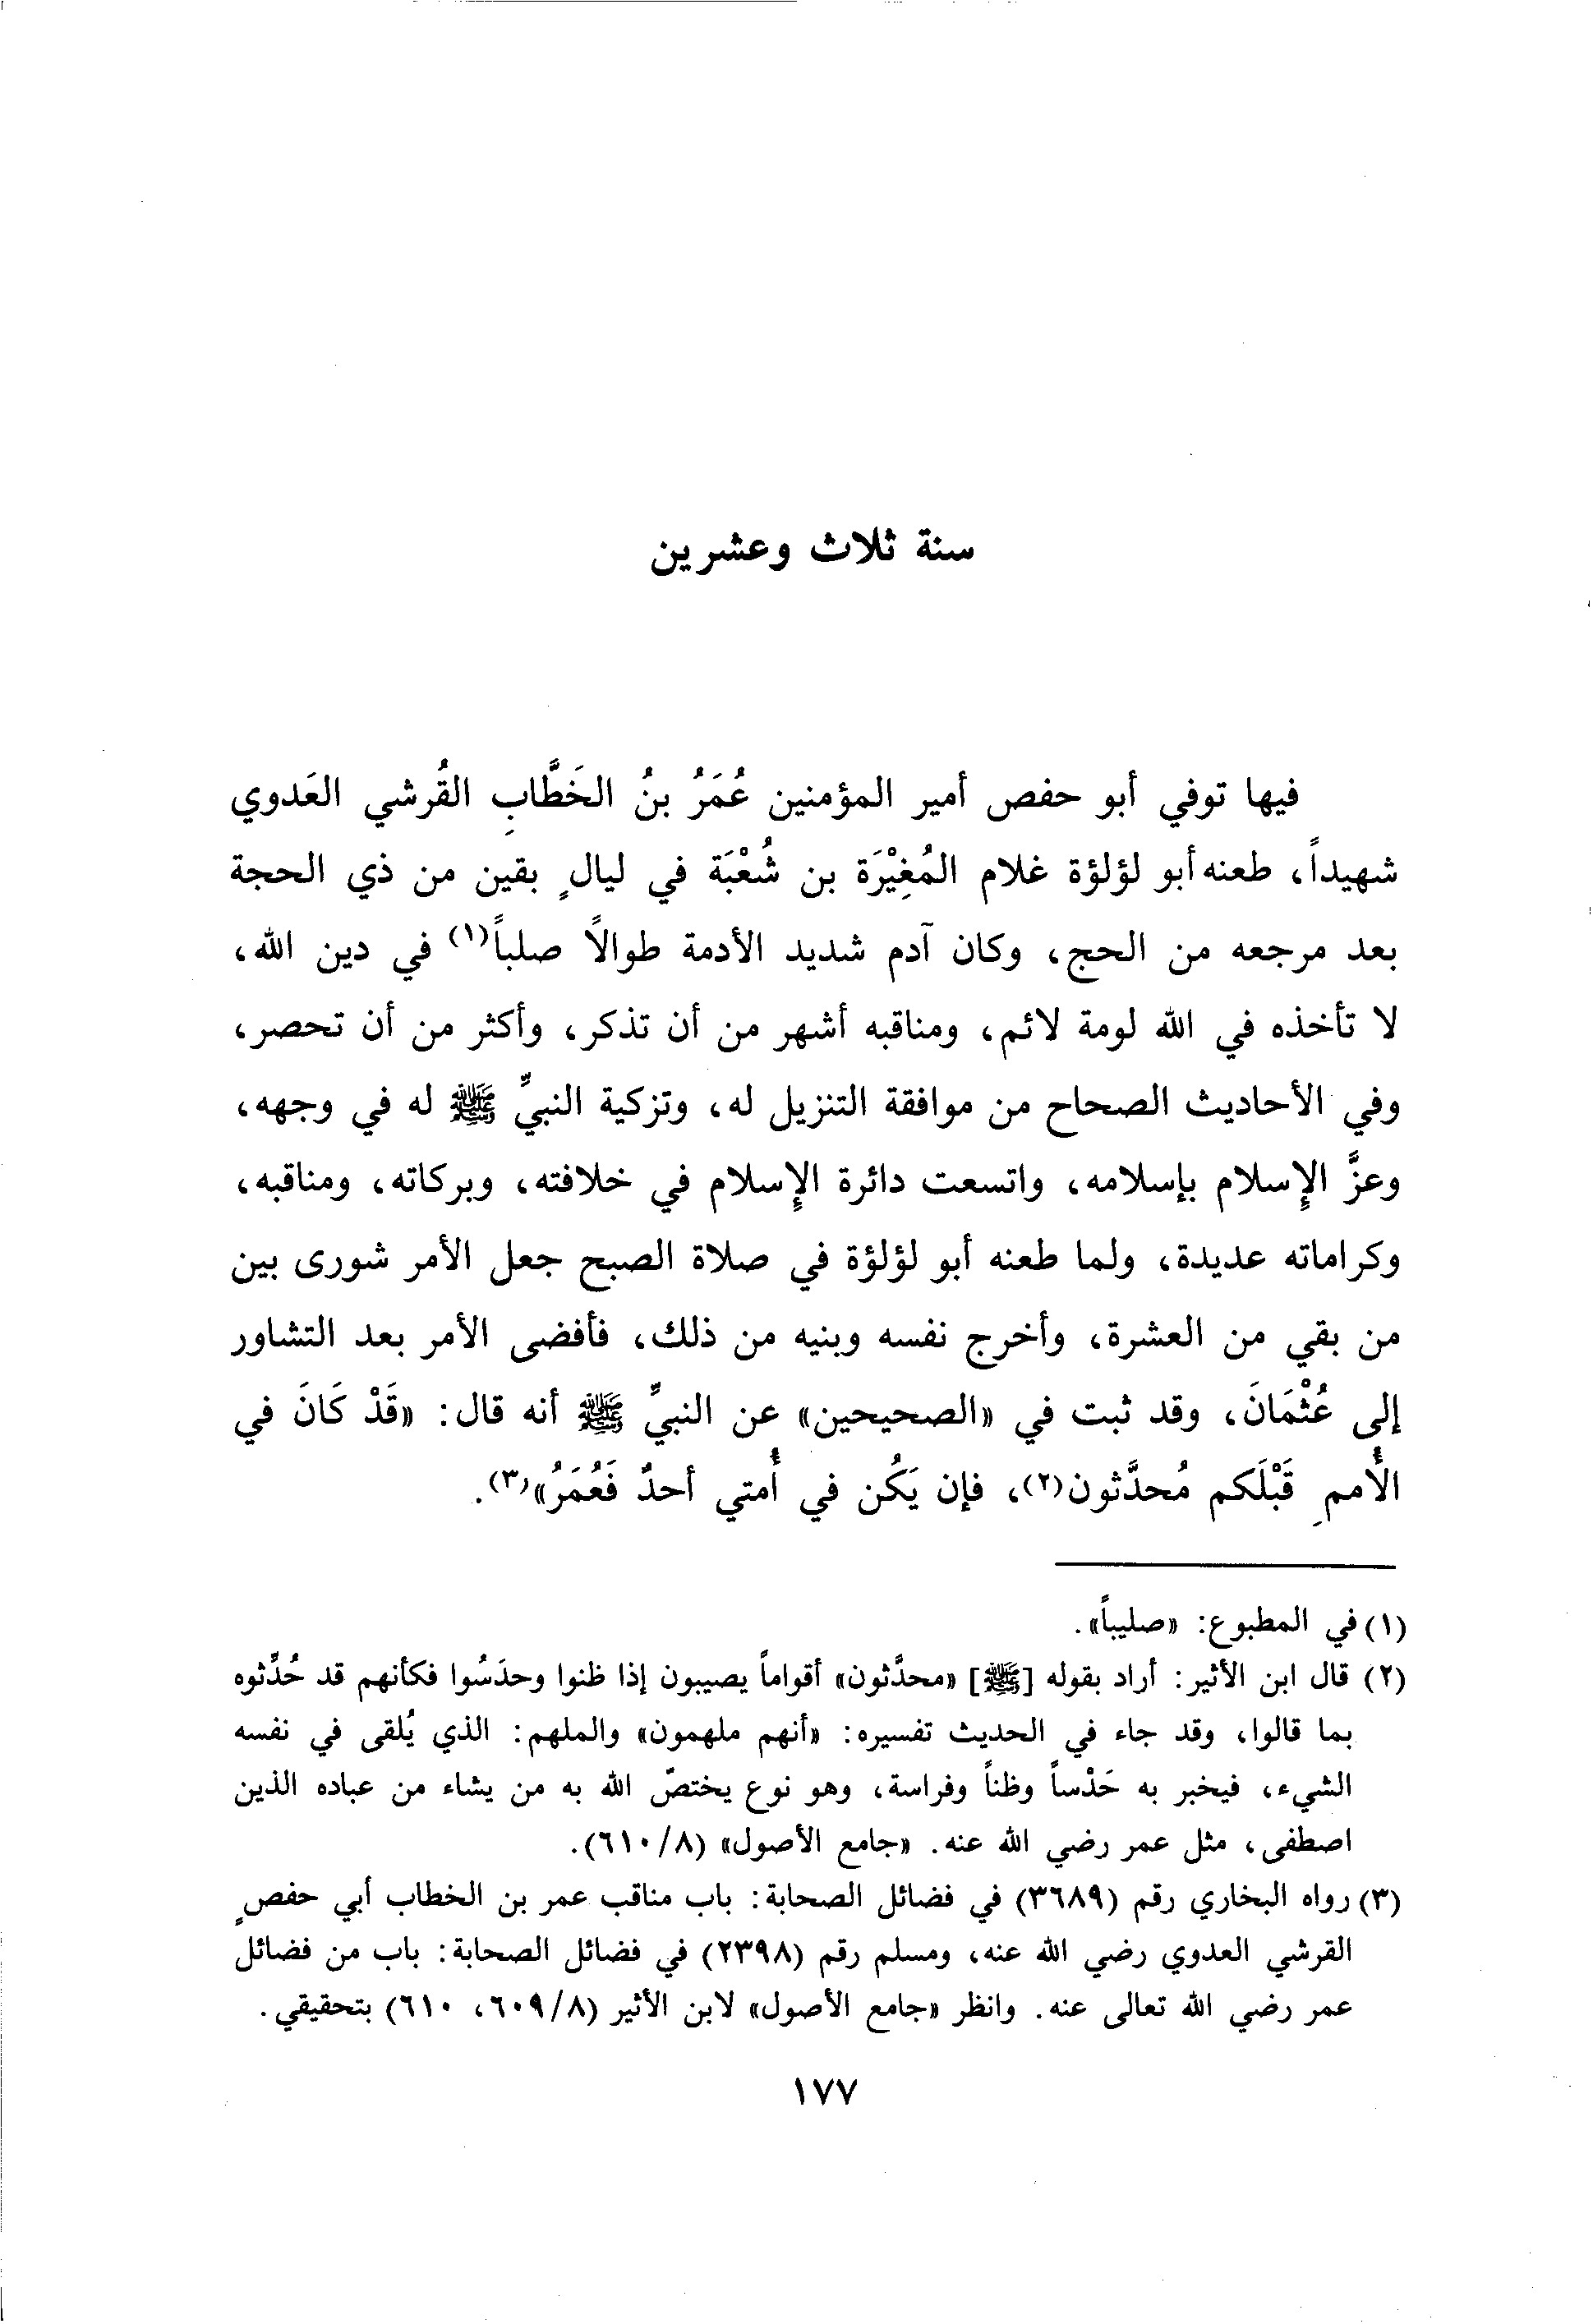 سنة ثلاث وعشرين
فيها توفي أبو حفص أمير المؤمنين عُمَرُ بنُ الخَطَّابِ القُرشي العَدوي
شهيداً، طعنه أبو لؤلؤة غلام المُغِيْرَة بن شُعْبَة في ليالٍ بقين من ذي الحجة
بعد مرجعه من الحج، وكان آدم شديد الأدمة طوالاً صلباً(١) في دين الله،
لا تأخذه في الله لومة لائم، ومناقبه أشهر من أن تذكر، وأكثر من أن تحصر،
وفي الأحاديث الصحاح من موافقة التنزيل له، وتزكية النبيِّ ﷺ له في وجهه،
وعزَّ الإِسلام بإسلامه، واتسعت دائرة الإِسلام في خلافته، وبركاته، ومناقبه،
وكراماته عديدة، ولما طعنه أبو لؤلؤة في صلاة الصبح جعل الأمر شورى بين
من بقي من العشرة، وأخرج نفسه وبنيه من ذلك، فأفضى الأمر بعد التشاور
إلى عُثْمَانَ، وقد ثبت في «الصحيحين» عن النبيِّ ﷺ أنه قال: «قَدْ كَانَ في
الأُممِ قَبْلَكم مُحدَّثون(٢)، فإن يَكُن في أُمتي أحدٌ فَعُمَرُ»(٣).
(١) في المطبوع: «صليباً».
(٢) قال ابن الأثير: أراد بقوله [ﷺ] «محدَّثون» أقواماً يصيبون إذا ظنوا وحدَسُوا فكأنهم قد حُدِّثوه
بما قالوا، وقد جاء في الحديث تفسيره: «أنهم ملهمون» والملهم: الذي يُلقى في نفسه
الشيء، فيخبر به حَدْساً وظناً وفراسة، وهو نوع يختصّ الله به من يشاء من عباده الذين
اصطفى، مثل عمر رضي الله عنه. «جامع الأصول» (٨/٦١٠).
(٣) رواه البخاري رقم (٣٦٨٩) في فضائل الصحابة: باب مناقب عمر بن الخطاب أبي حفصٍ
القرشي العدوي رضي الله عنه، ومسلم رقم (٢٣٩٨) في فضائل الصحابة: باب من فضائل
عمر رضي الله تعالى عنه. وانظر «جامع الأصول» لابن الأثير (٨/٦٠٩، ٦١٠) بتحقيقي.
١٧٧